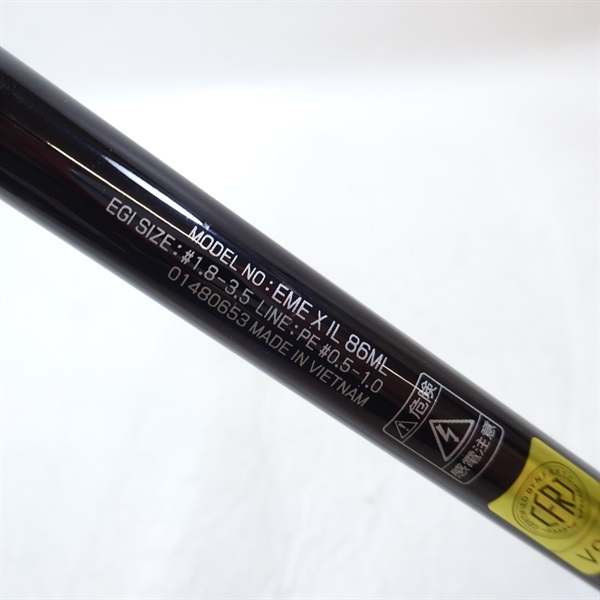 MODEL NO : EME X IL 86ML
EGI SIZE : #1.8-3.5 LINE : PE #0.5-1.0
01480653 MADE IN VIETNAM
危険
感電注意
CFRJ